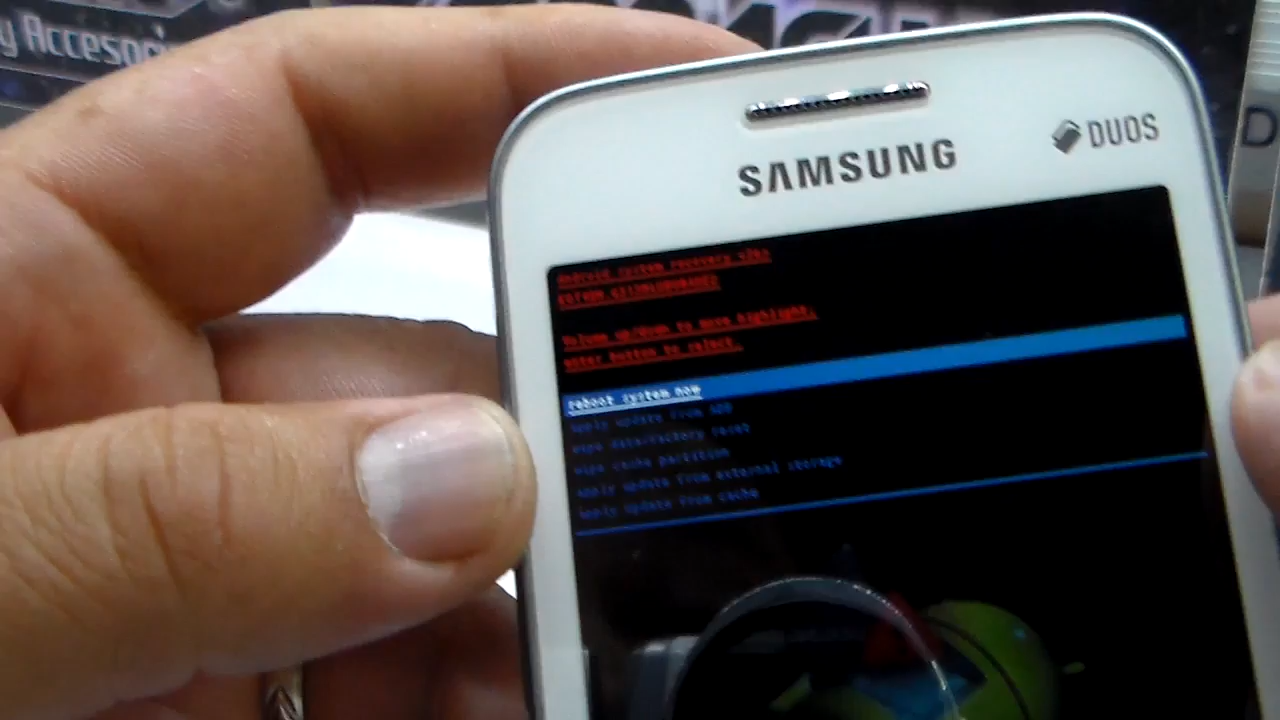 y Accesori
SAMSUNG
DUOS
D
Android system recovery <3e>
Volume up/down to move highlight;
enter button to select.
reboot system now
apply update from ADB
wipe data/factory reset
wipe cache partition
apply update from external storage
apply update from cache